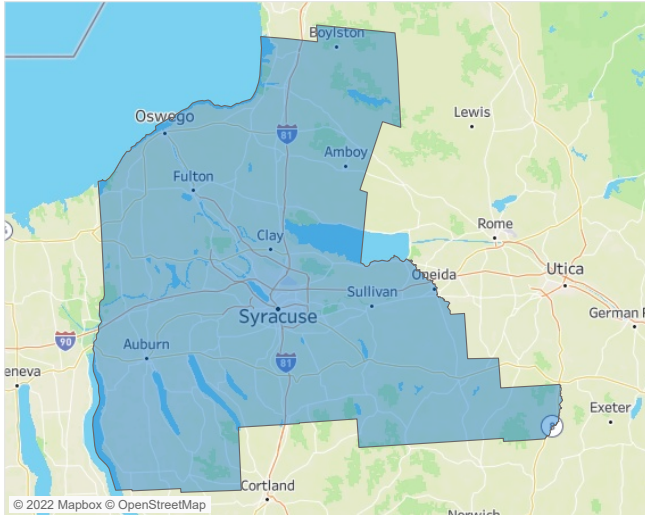 Boylston
Lewis
Oswego
81
Amboy
Fulton
Rome
Clay
Utica
Oneida
Sullivan
Syracuse
German F
90
Auburn
81
eneva
Exeter
Cortland
Norwich
© 2022 Mapbox © OpenStreetMap